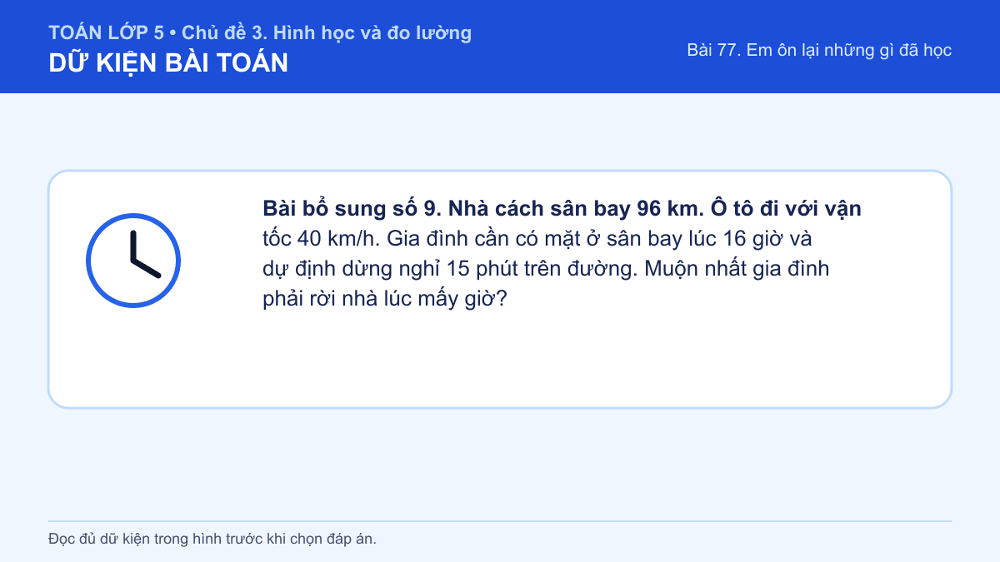 TOÁN LỚP 5 • Chủ đề 3. Hình học và đo lường
DỮ KIỆN BÀI TOÁN
Bài 77. Em ôn lại những gì đã học
Bài bổ sung số 9. Nhà cách sân bay 96 km. Ô tô đi với vận
tốc 40 km/h. Gia đình cần có mặt ở sân bay lúc 16 giờ và
dự định dừng nghỉ 15 phút trên đường. Muộn nhất gia đình
phải rời nhà lúc mấy giờ?
Đọc đủ dữ kiện trong hình trước khi chọn đáp án.